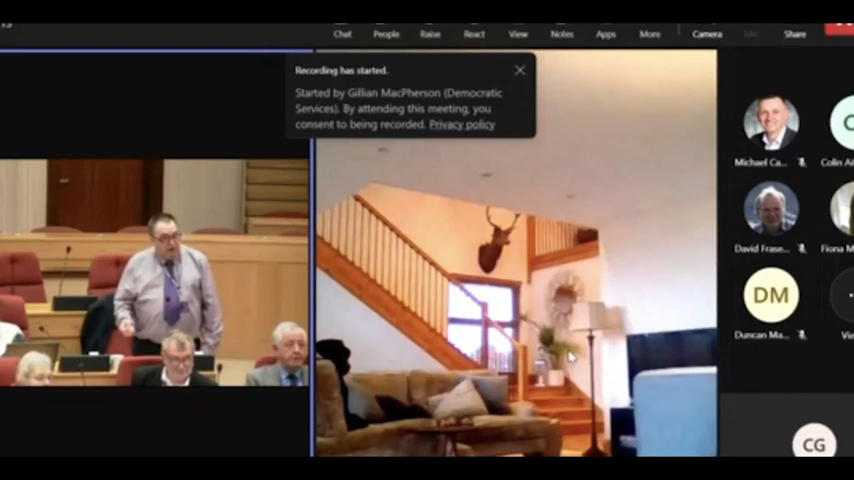 Chat People Raise React View Notes Apps More Camera Mic Share
Recording has started.
Started by Gillian MacPherson (Democratic
Services). By attending this meeting, you
consent to being recorded. Privacy policy
Michael Ca...
Colin Ai
David Frase...
Fiona M
DM
Duncan Ma...
CG